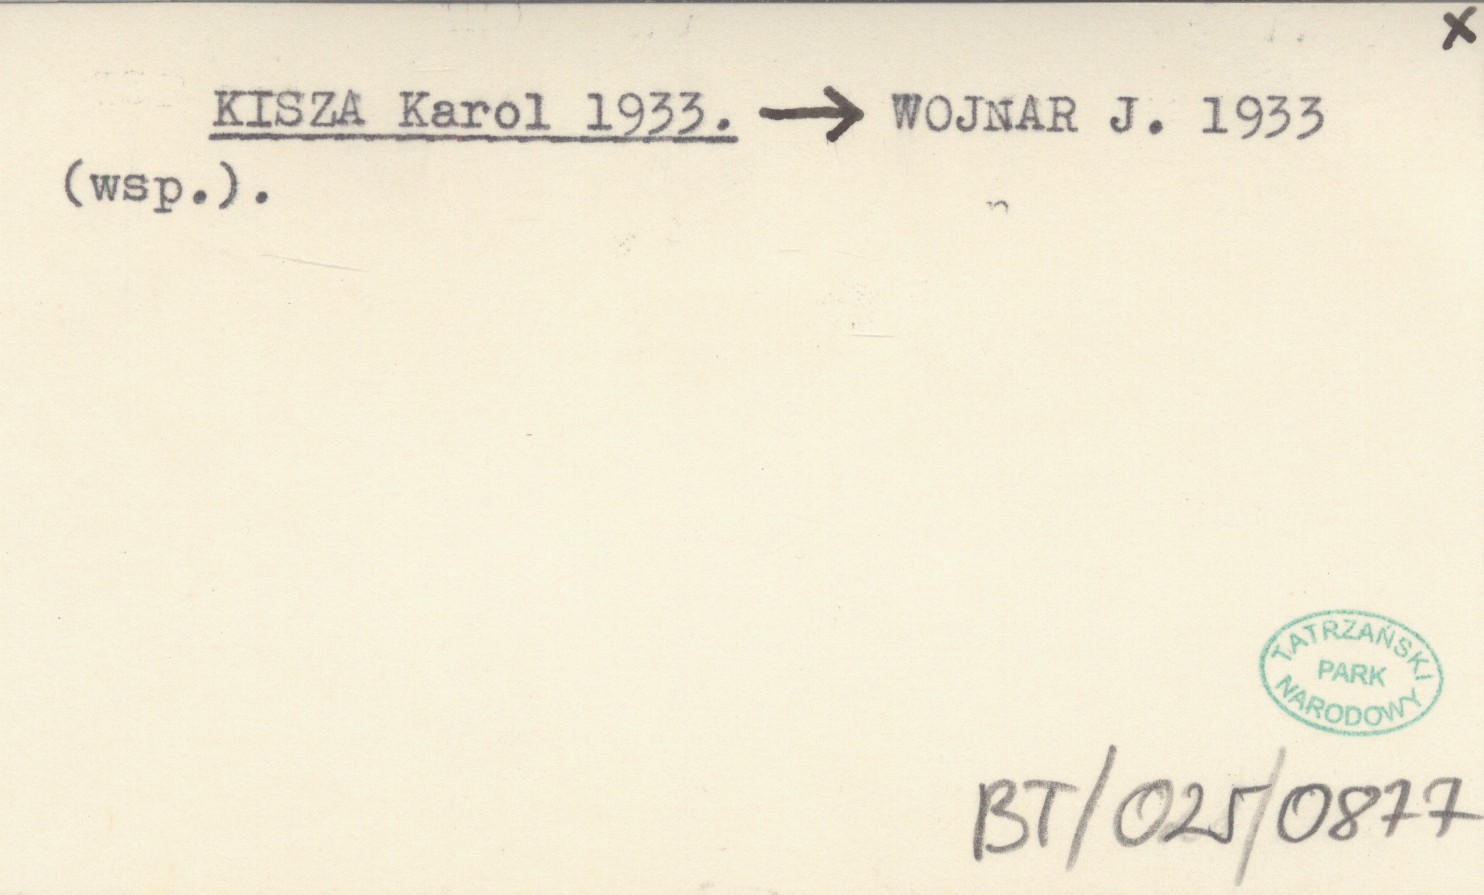 x
KISZA Karol 1933. → WOJNAR J. 1933
(wsp.).
TATRZAŃSKI
PARK
NARODOWY
BT/025/0877